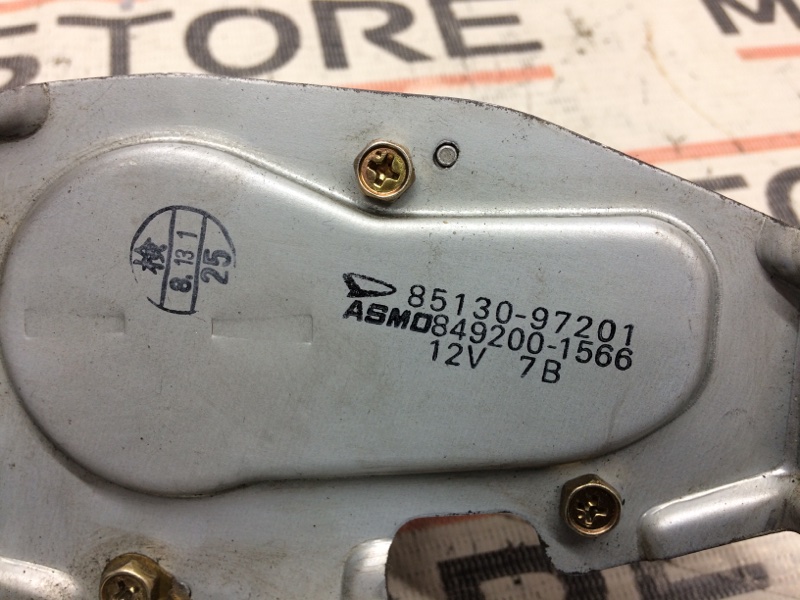 STORE
検
8.13 1
25
85130-97201
ASMO 849200-1566
12V 7B